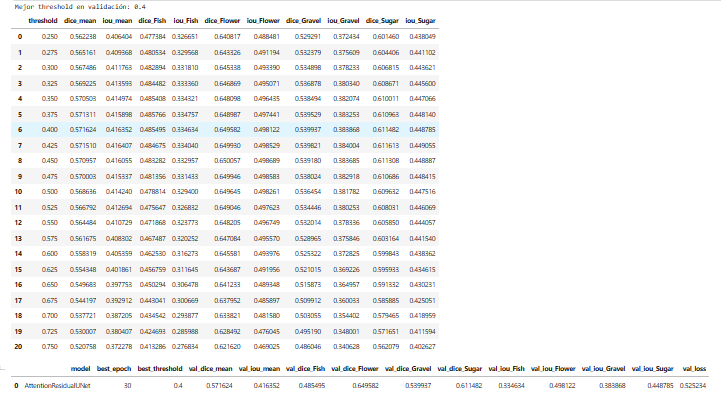 Mejor threshold en validación: 0.4
threshold dice_mean iou_mean dice_Fish iou_Fish dice_Flower iou_Flower dice_Gravel iou_Gravel dice_Sugar iou_Sugar
0 0.250 0.562238 0.406404 0.477384 0.326651 0.640817 0.488481 0.529291 0.372434 0.601460 0.438049
1 0.275 0.565161 0.409368 0.480534 0.329568 0.643326 0.491194 0.532379 0.375609 0.604406 0.441102
2 0.300 0.567486 0.411763 0.482894 0.331810 0.645338 0.493390 0.534898 0.378233 0.606815 0.443621
3 0.325 0.569225 0.413593 0.484482 0.333360 0.646869 0.495071 0.536878 0.380340 0.608671 0.445600
4 0.350 0.570503 0.414974 0.485408 0.334321 0.648098 0.496435 0.538494 0.382074 0.610011 0.447066
5 0.375 0.571311 0.415898 0.485766 0.334754 0.648987 0.497441 0.539529 0.383253 0.610963 0.448140
6 0.400 0.571624 0.416352 0.485495 0.334634 0.649582 0.498122 0.539937 0.383868 0.611482 0.448785
7 0.425 0.571510 0.416407 0.484675 0.334040 0.649930 0.498529 0.539821 0.384004 0.611613 0.449055
8 0.450 0.570957 0.416055 0.483282 0.332957 0.650057 0.498689 0.539180 0.383685 0.611308 0.448887
9 0.475 0.570003 0.415337 0.481356 0.331433 0.649946 0.498583 0.538024 0.382918 0.610686 0.448415
10 0.500 0.568636 0.414240 0.478814 0.329400 0.649645 0.498261 0.536454 0.381782 0.609632 0.447516
11 0.525 0.566792 0.412694 0.475647 0.326832 0.649046 0.497623 0.534446 0.380253 0.608031 0.446069
12 0.550 0.564484 0.410729 0.471868 0.323773 0.648205 0.496749 0.532014 0.378336 0.605850 0.444057
13 0.575 0.561675 0.408302 0.467487 0.320252 0.647084 0.495570 0.528965 0.375846 0.603164 0.441540
14 0.600 0.558319 0.405359 0.462530 0.316273 0.645581 0.493976 0.525322 0.372825 0.599843 0.438362
15 0.625 0.554348 0.401861 0.456759 0.311645 0.643687 0.491956 0.521015 0.369226 0.595933 0.434615
16 0.650 0.549683 0.397753 0.450294 0.306478 0.641233 0.489348 0.515873 0.364957 0.591332 0.430231
17 0.675 0.544197 0.392912 0.443041 0.300669 0.637952 0.485897 0.509912 0.360033 0.585885 0.425051
18 0.700 0.537721 0.387205 0.434542 0.293877 0.633821 0.481580 0.503055 0.354402 0.579465 0.418959
19 0.725 0.530007 0.380407 0.424693 0.285988 0.628492 0.476045 0.495190 0.348001 0.571651 0.411594
20 0.750 0.520758 0.372278 0.413286 0.276834 0.621620 0.469025 0.486046 0.340628 0.562079 0.402627
model best_epoch best_threshold val_dice_mean val_iou_mean val_dice_Fish val_dice_Flower val_dice_Gravel val_dice_Sugar val_iou_Fish val_iou_Flower val_iou_Gravel val_iou_Sugar val_loss
0 AttentionResidualUNet 30 0.4 0.571624 0.416352 0.485495 0.649582 0.539937 0.611482 0.334634 0.498122 0.383868 0.448785 0.525234